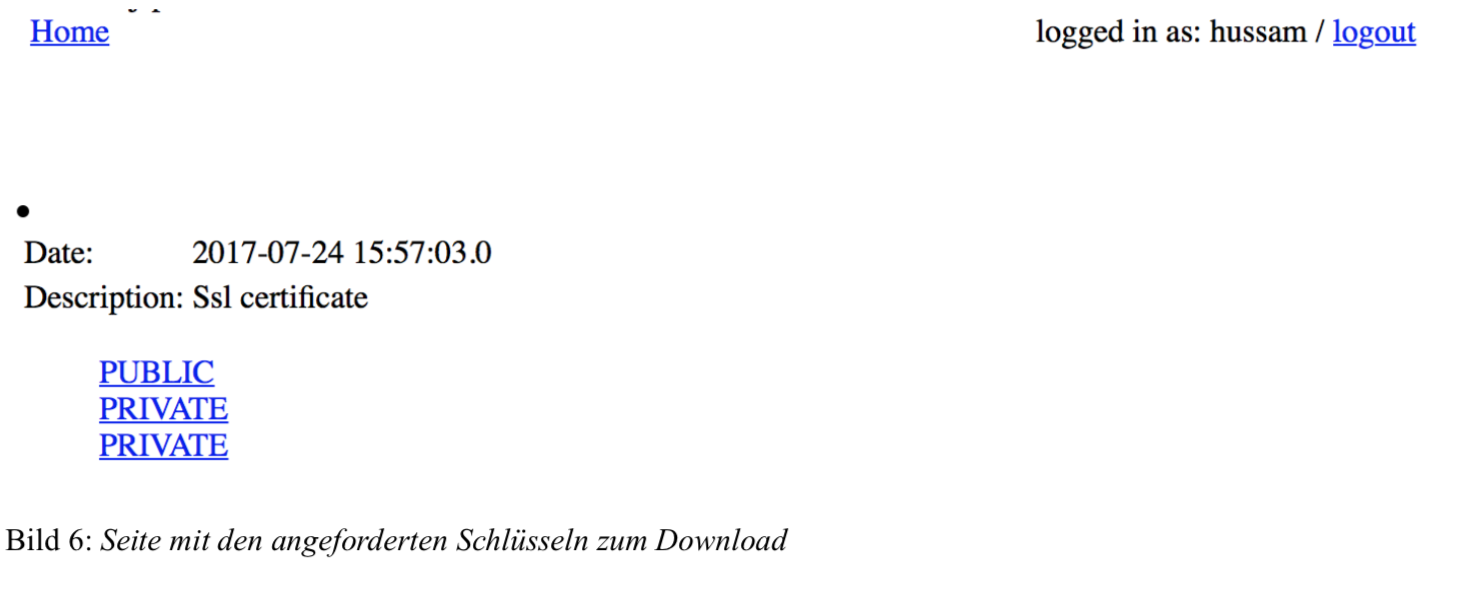 Home logged in as: hussam / logout
Date: 2017-07-24 15:57:03.0
Description: Ssl certificate
PUBLIC
PRIVATE
PRIVATE
Bild 6: Seite mit den angeforderten Schlüsseln zum Download